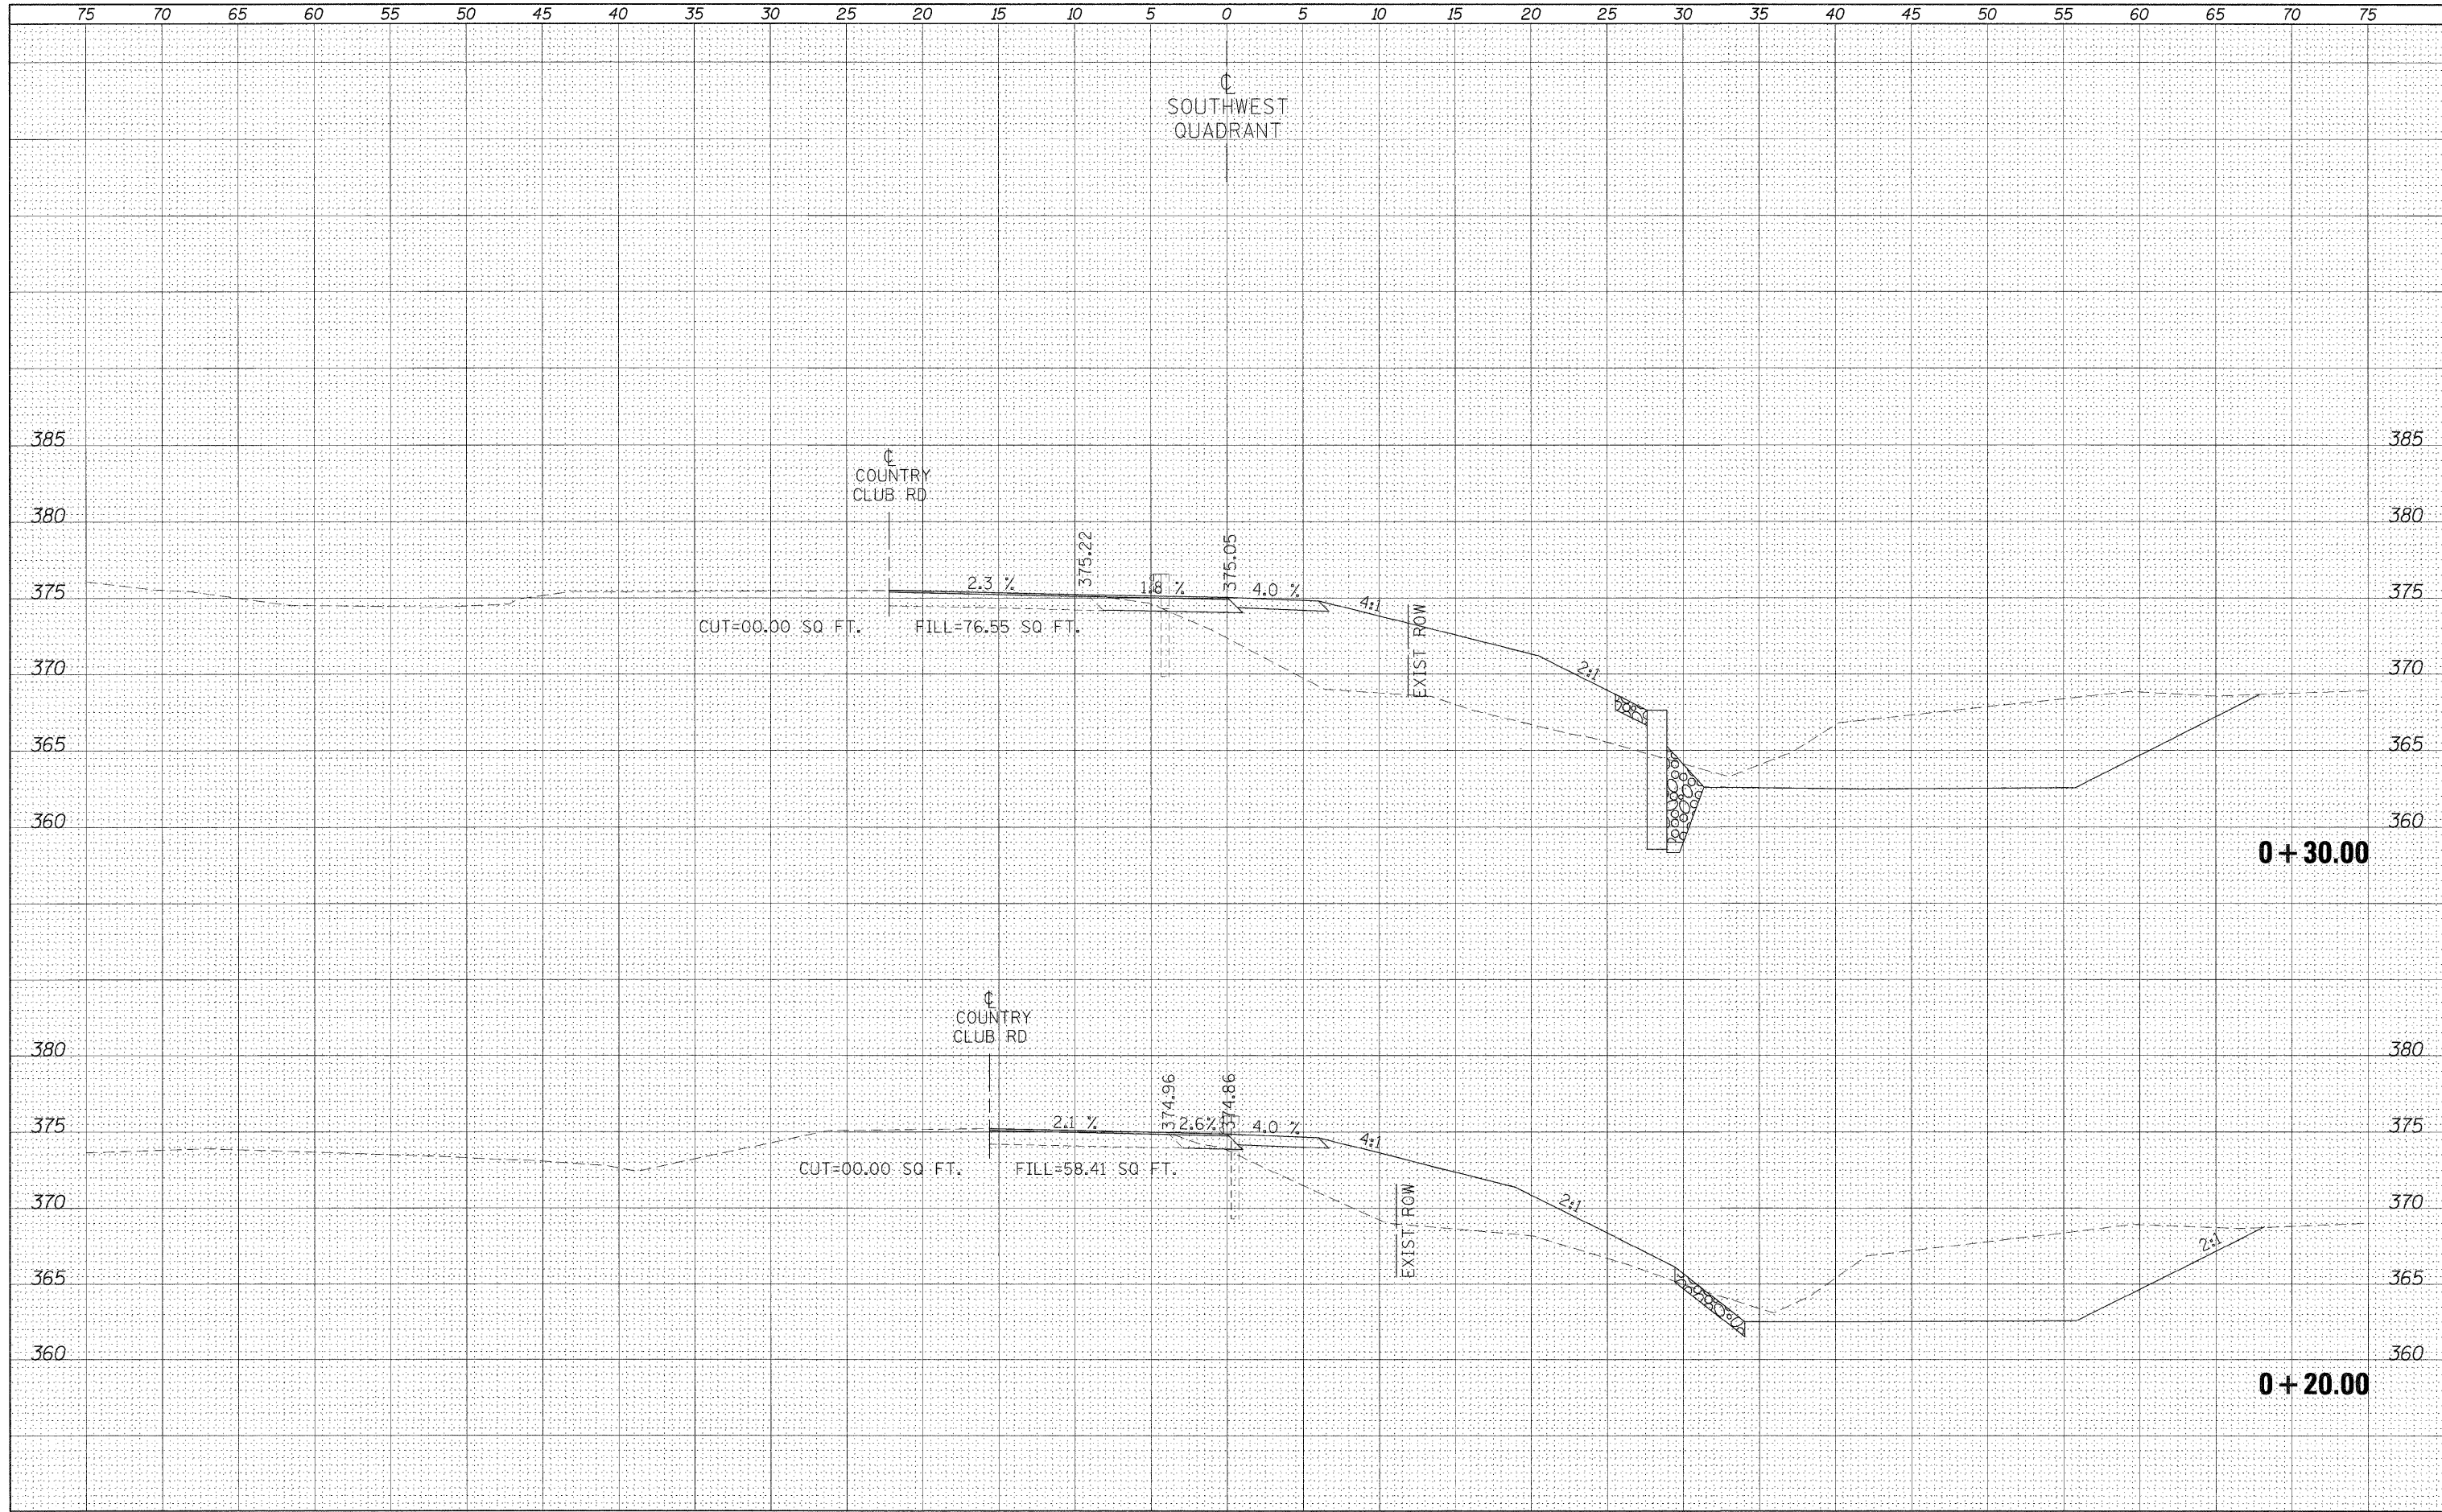 75 70 65 60 55 50 45 40 35 30 25 20 15 10 5 0 5 10 15 20 25 30 35 40 45 50 55 60 65 70 75
℄
SOUTHWEST
QUADRANT
385 385
℄
COUNTRY
CLUB RD
380 380
375.22
375.05
375 2.3 % 1.8 % 4.0 % 4:1 375
CUT=00.00 SQ FT. FILL=76.55 SQ FT.
EXIST ROW
370 2:1 370
365 365
360 360
0+30.00
℄
COUNTRY
CLUB RD
380 380
374.96
374.86
375 2.1 % 2.6% 4.0 % 4:1 375
CUT=00.00 SQ FT. FILL=58.41 SQ FT.
EXIST ROW
370 2:1 370
2:1
365 365
360 360
0+20.00